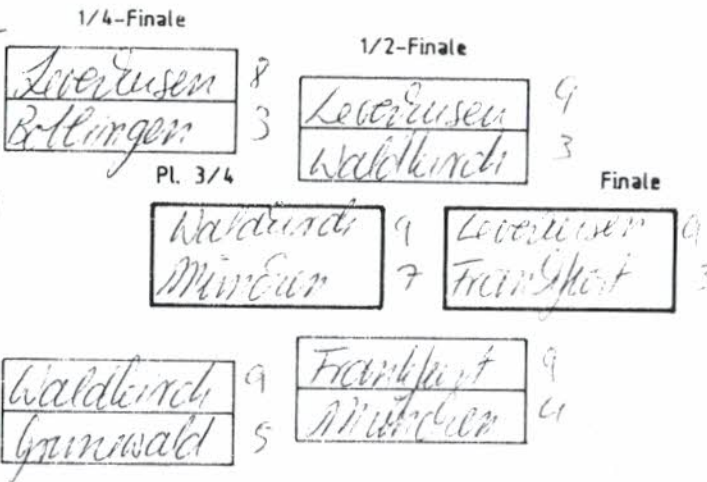 1/4-Finale
Leverkusen 8
Bollingen 3
1/2-Finale
Leverkusen 9
Waldkirch 3
Pl. 3/4
Waldkirch 9
München 7
Finale
Leverkusen 9
Frankfurt 3
Waldkirch 9
Grunwald 5
Frankfurt 9
München 4